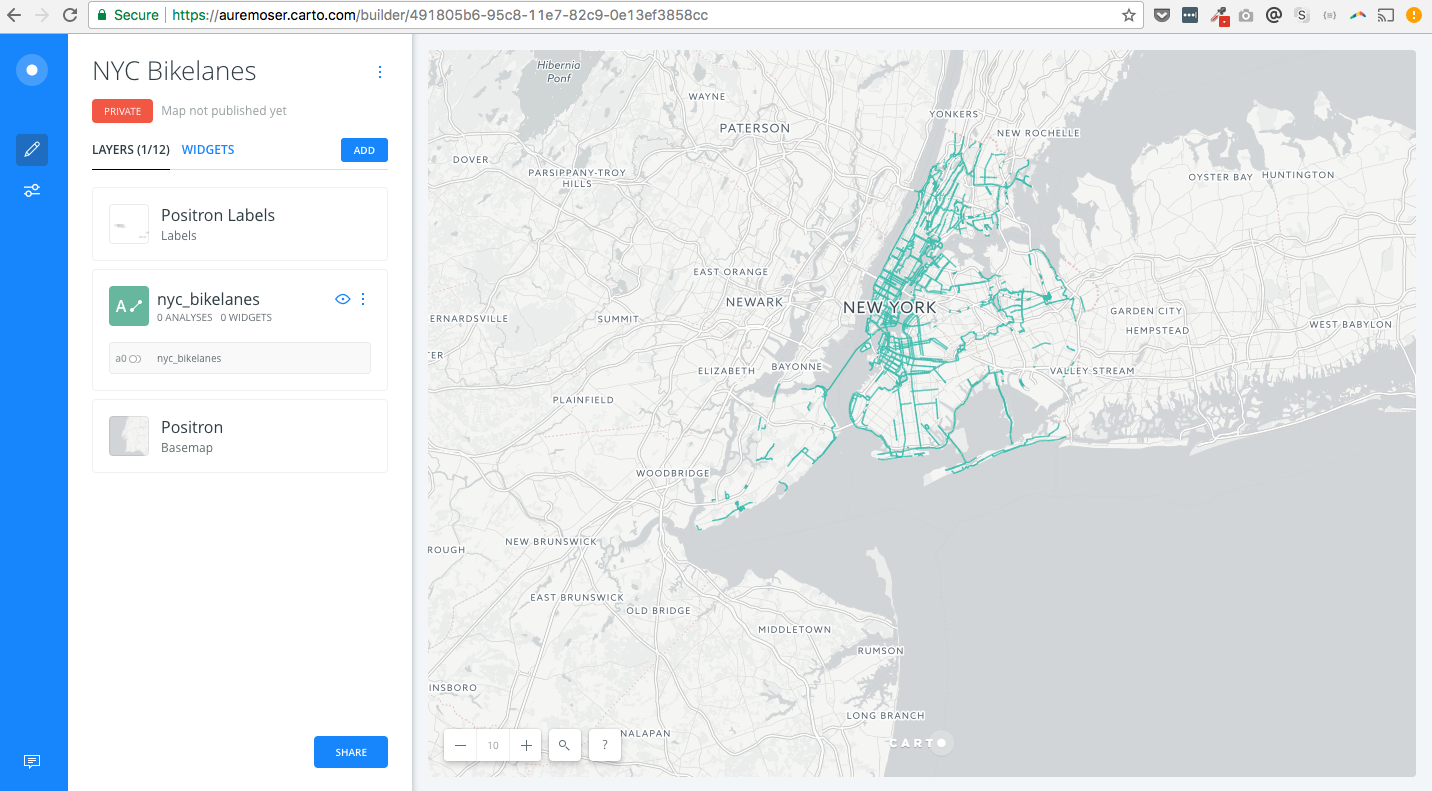 Secure https://auremoser.carto.com/builder/491805b6-95c8-11e7-82c9-0e13ef3858cc
NYC Bikelanes
PRIVATE Map not published yet
LAYERS (1/12) WIDGETS ADD
Positron Labels
Labels
A nyc_bikelanes
0 ANALYSES 0 WIDGETS
a0 nyc_bikelanes
Positron
Basemap
SHARE
Hibernia
Ponf
WAYNE
YONKERS
PATERSON
NEW ROCHELLE
DOVER
PARSIPPANY-TROY
HILLS
OYSTER BAY
HUNTINGTON
EAST ORANGE
NEWARK
NEW YORK
ERNARDSVILLE
SUMMIT
GARDEN CITY
HEMPSTEAD
WEST BABYLON
TER
ELIZABETH
BAYONNE
VALLEY STREAM
PLAINFIELD
WOODBRIDGE
NEW BRUNSWICK
ROUGH
EAST BRUNSWICK
OLD BRIDGE
MIDDLETOWN
RUMSON
INSBORO
LONG BRANCH
NALAPAN
10
?
CARTO